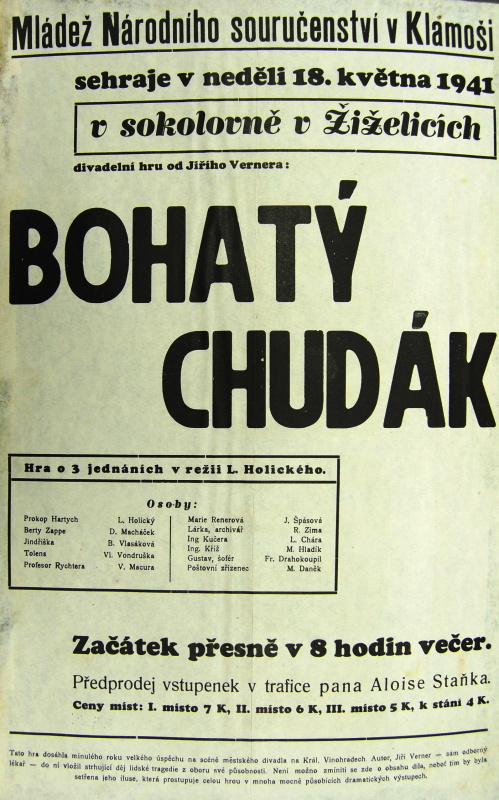 Mládež Národního souručenství v Klamoši
sehraje v neděli 18. května 1941
v sokolovně v Žiželicích
divadelní hru od Jiřího Vernera:
BOHATÝ
CHUDÁK
Hra o 3 jednáních v režii L. Holického.
Osoby:
Prokop Hartych L. Holický
Berty Zappe D. Macháček
Jindřiška B. Vlasáková
Tolens Vl. Vondruška
Profesor Rychtera V. Macura
Marie Renerová J. Špásová
Lárka, archivář R. Zima
Ing Kučera L. Chára
Ing. Kříž M. Hladík
Gustav, šofér Fr. Drahokoupil
Poštovní zřízenec M. Daněk
Začátek přesně v 8 hodin večer.
Předprodej vstupenek v trafice pana Aloise Staňka.
Ceny míst: I. místo 7 K, II. místo 6 K, III. místo 5 K, k stání 4 K.
Tato hra dosáhla minulého roku velkého úspěchu na scéně městského divadla na Král. Vinohradech. Autor, Jiří Verner — sám odborný
lékař — do ní vložil strhující děj lidské tragedie z oboru své působnosti. Není možno zmíniti se zde o obsahu díla, neboť tím by byla
setřena jeho iluse, která prostupuje celou hrou v mnoha mocně působících dramatických výstupech.